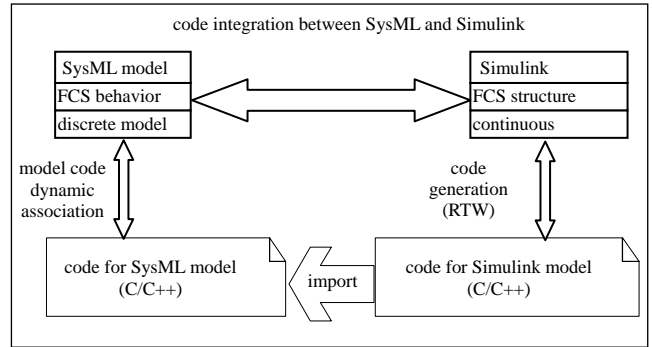 code integration between SysML and Simulink
SysML model
FCS behavior
discrete model
Simulink
FCS structure
continuous
model code
dynamic
association
code
generation
(RTW)
code for SysML model
(C/C++)
import
code for Simulink model
(C/C++)